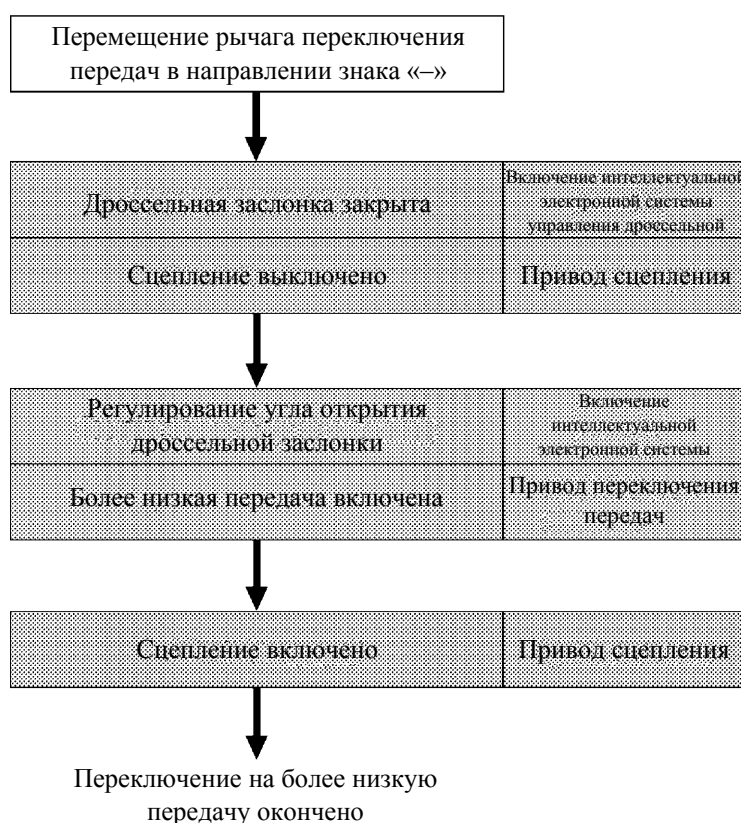 Перемещение рычага переключения
передач в направлении знака «–»
Дроссельная заслонка закрыта
Включение интеллектуальной
электронной системы
управления дроссельной
Сцепление выключено
Привод сцепления
Регулирование угла открытия
дроссельной заслонки
Включение
интеллектуальной
электронной системы
Более низкая передача включена
Привод переключения
передач
Сцепление включено
Привод сцепления
Переключение на более низкую
передачу окончено